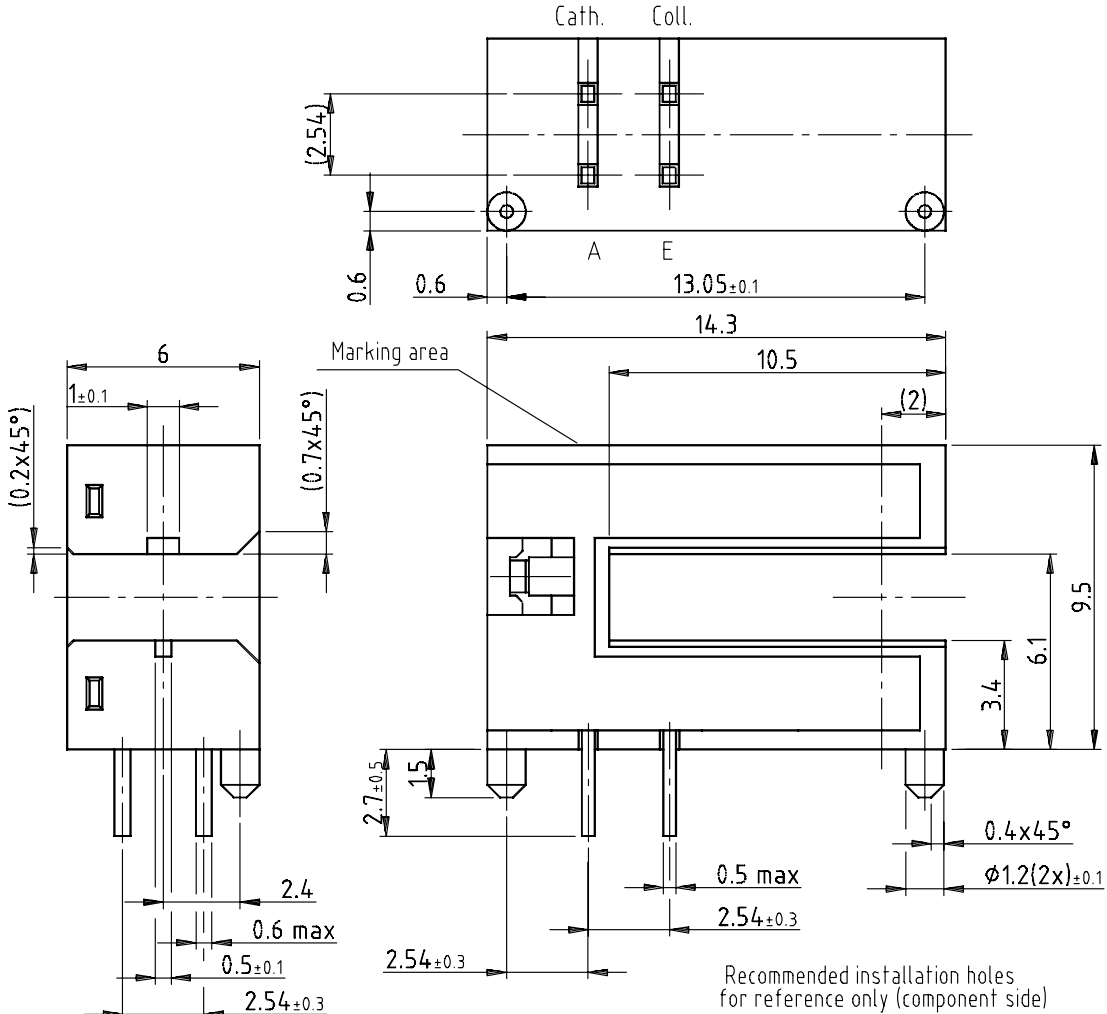 Cath. Coll.
(2.54)
0.6
A E
0.6
13.05±0.1
14.3
Marking area
10.5
(2)
6
1±0.1
(0.2x45°)
(0.7x45°)
9.5
6.1
3.4
1.5
2.7±0.5
0.4x45°
0.5 max
Φ1.2(2x)±0.1
2.4
2.54±0.3
0.6 max
2.54±0.3
0.5±0.1
2.54±0.3
Recommended installation holes
for reference only (component side)